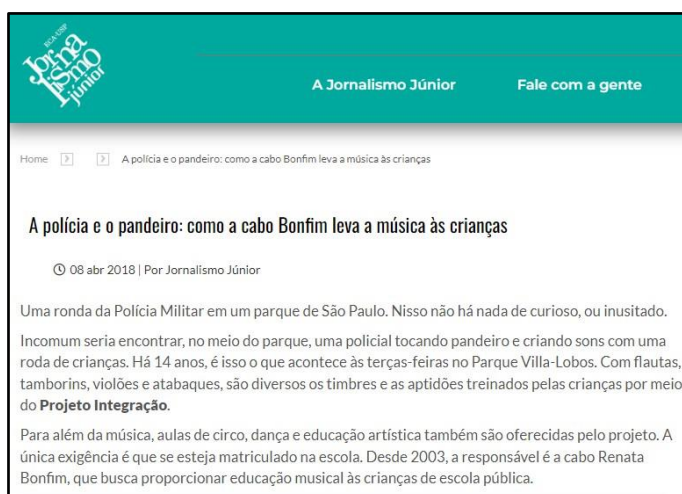 ECA-USP
Jornalismo
júnior
A Jornalismo Júnior
Fale com a gente
Home > > A polícia e o pandeiro: como a cabo Bonfim leva a música às crianças
A polícia e o pandeiro: como a cabo Bonfim leva a música às crianças
08 abr 2018 | Por Jornalismo Júnior
Uma ronda da Polícia Militar em um parque de São Paulo. Nisso não há nada de curioso, ou inusitado.
Incomum seria encontrar, no meio do parque, uma policial tocando pandeiro e criando sons com uma
roda de crianças. Há 14 anos, é isso o que acontece às terças-feiras no Parque Villa-Lobos. Com flautas,
tamborins, violões e atabaques, são diversos os timbres e as aptidões treinados pelas crianças por meio
do Projeto Integração.
Para além da música, aulas de circo, dança e educação artística também são oferecidas pelo projeto. A
única exigência é que se esteja matriculado na escola. Desde 2003, a responsável é a cabo Renata
Bonfim, que busca proporcionar educação musical às crianças de escola pública.